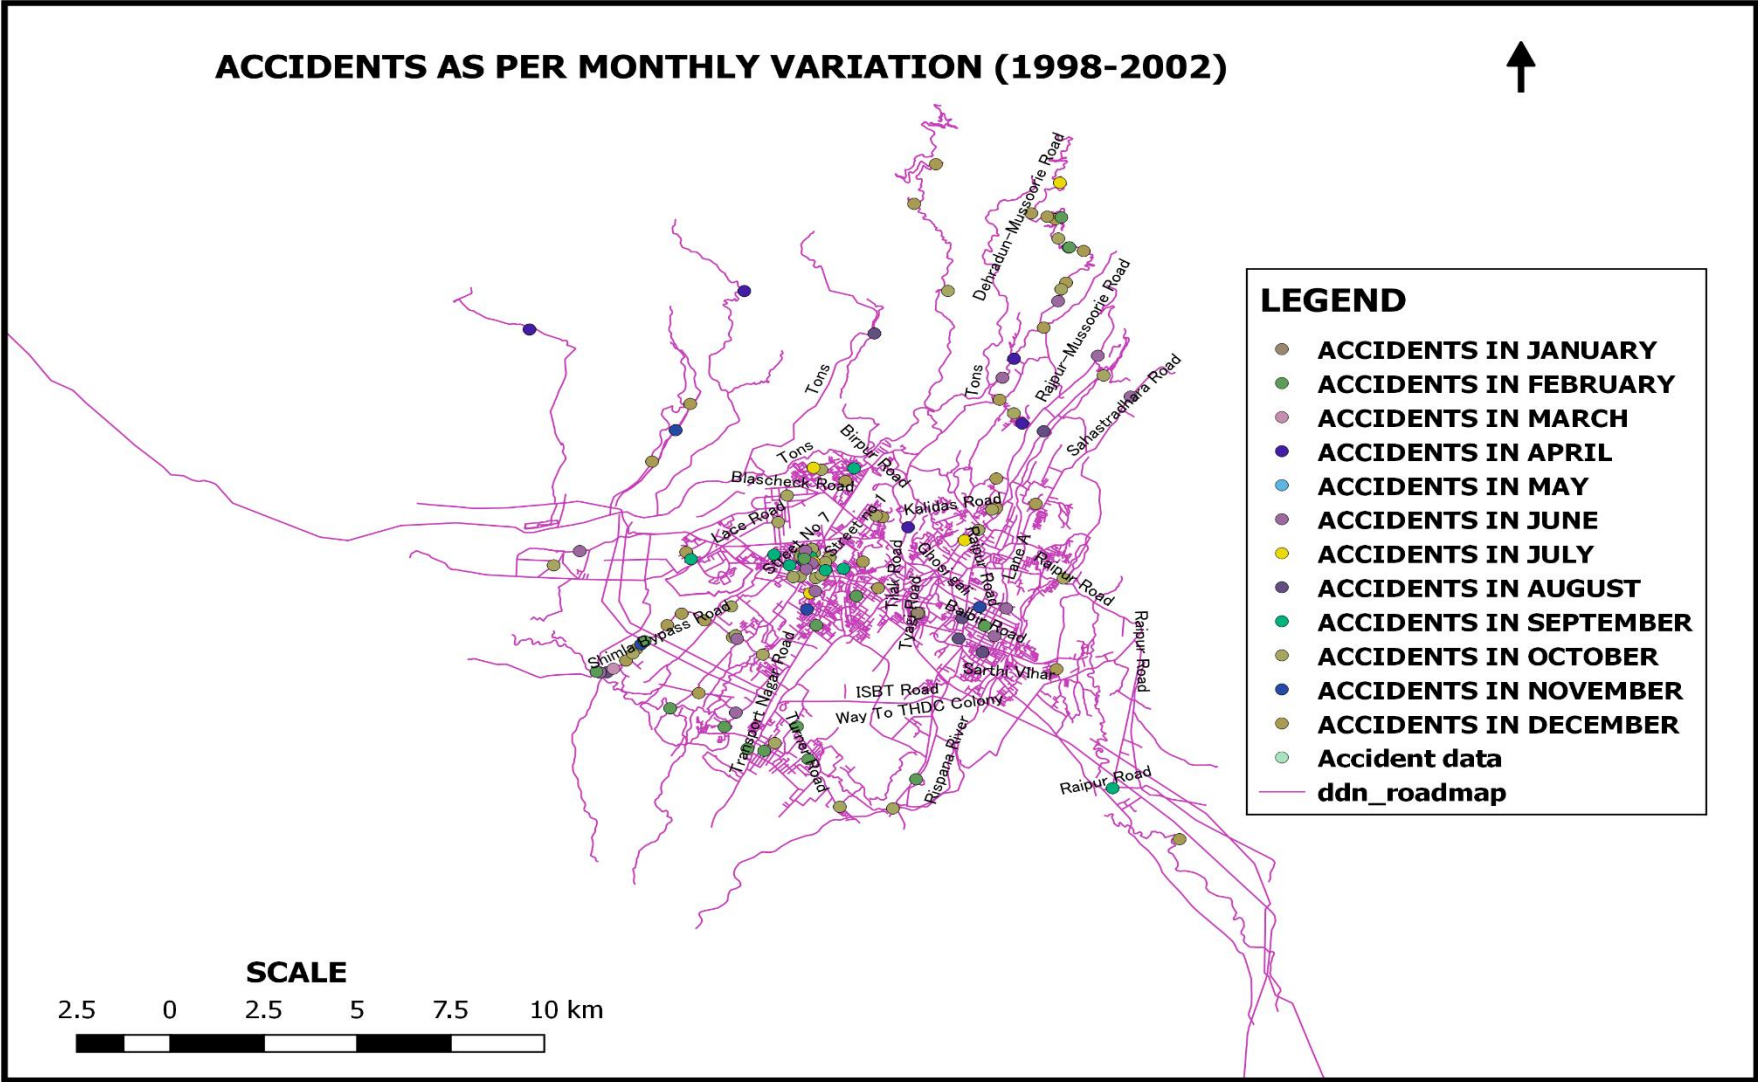 ACCIDENTS AS PER MONTHLY VARIATION (1998-2002)
Dehradun-Mussoorie Road
Rajpur-Mussoorie Road
Sahastradhara Road
Tons
Tons
Tons
Birpur Road
Blascheck Road
Lace Road
Street No 7
Street no 1
Kalidas Road
Tilak Road
Ghosi gali
Raipur Road
Lane A
Raipur Road
Tyagi Road
Balbir Road
Raipur Road
Shimla Bypass Road
Sarthi Vihar
ISBT Road
Way To THDC Colony
Transport Nagar Road
Turner Road
Rispana River
Raipur Road
LEGEND
ACCIDENTS IN JANUARY
ACCIDENTS IN FEBRUARY
ACCIDENTS IN MARCH
ACCIDENTS IN APRIL
ACCIDENTS IN MAY
ACCIDENTS IN JUNE
ACCIDENTS IN JULY
ACCIDENTS IN AUGUST
ACCIDENTS IN SEPTEMBER
ACCIDENTS IN OCTOBER
ACCIDENTS IN NOVEMBER
ACCIDENTS IN DECEMBER
Accident data
ddn_roadmap
SCALE
2.5 0 2.5 5 7.5 10 km